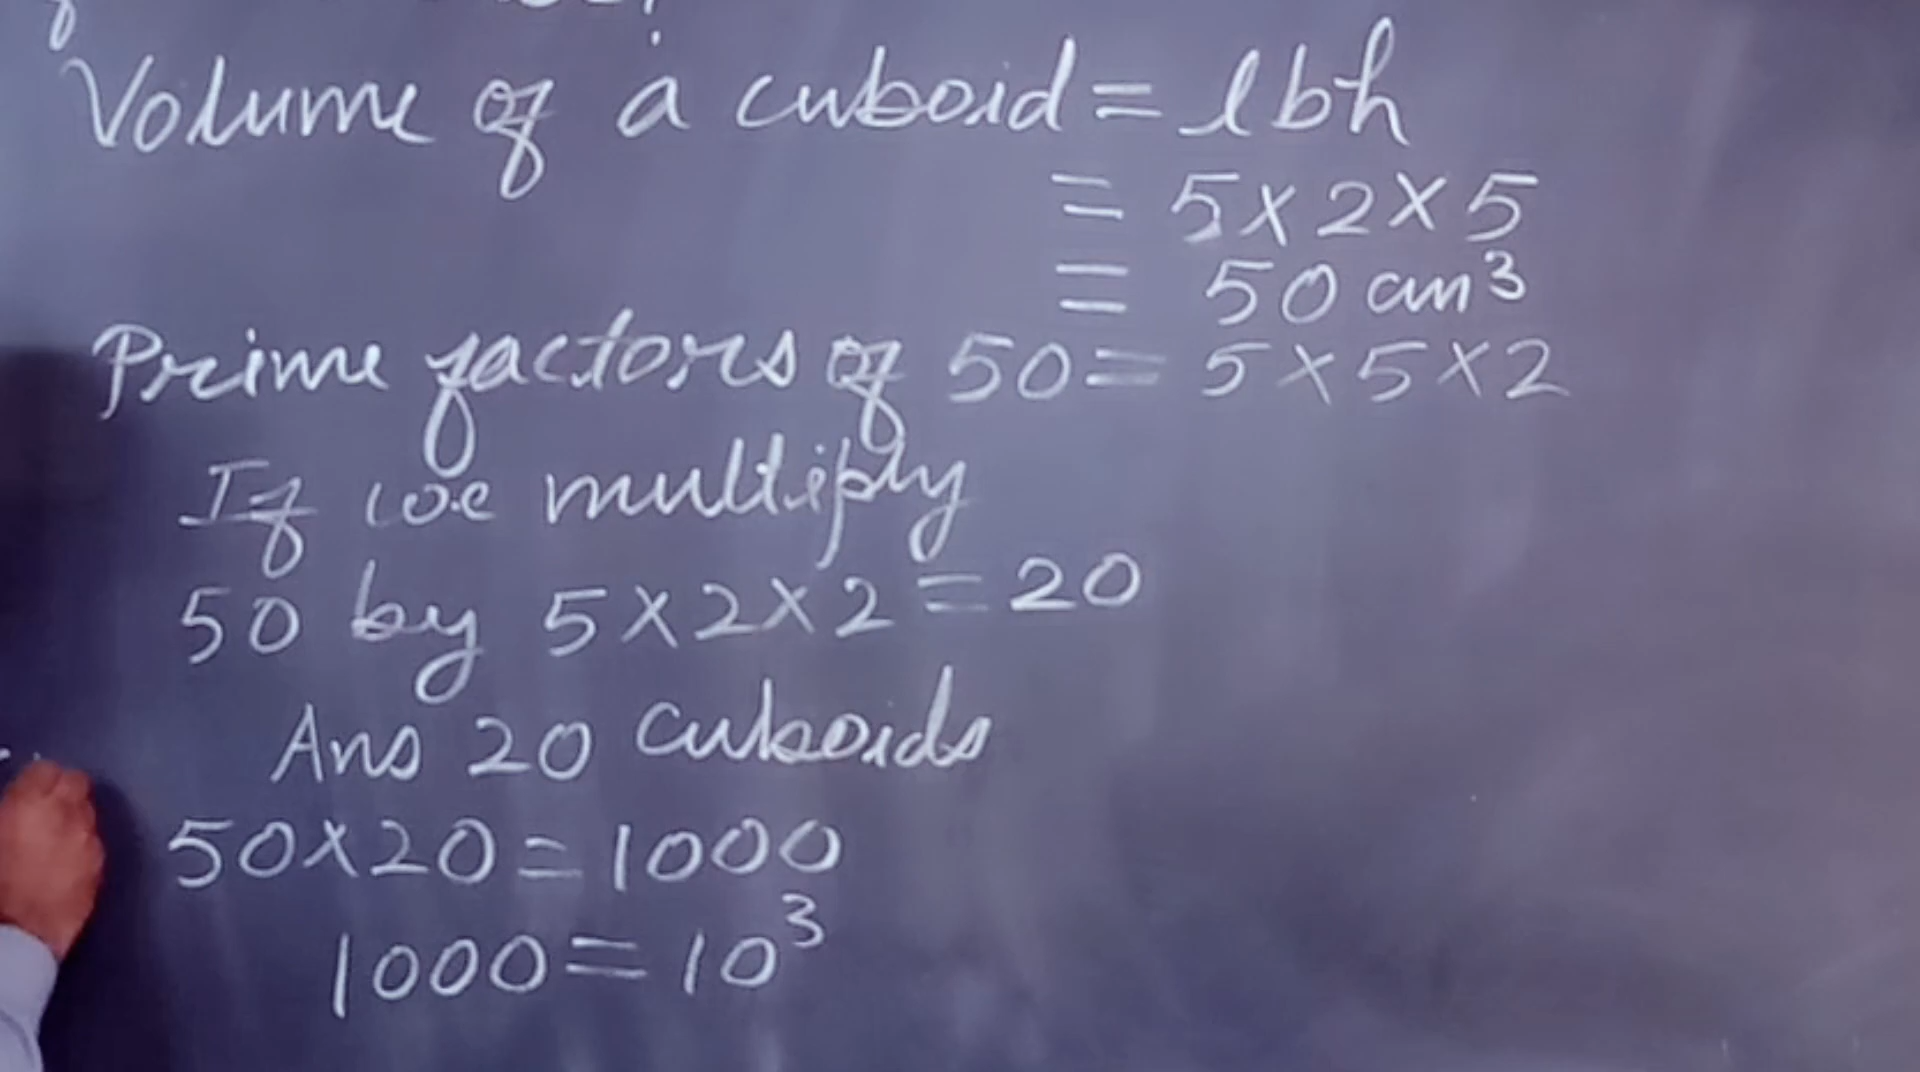 Volume of a cuboid = lbh
= 5×2×5
= 50 cm³
Prime factors of 50 = 5×5×2
If we multiply
50 by 5×2×2 = 20
Ans 20 cuboids
50×20 = 1000
1000 = 10³